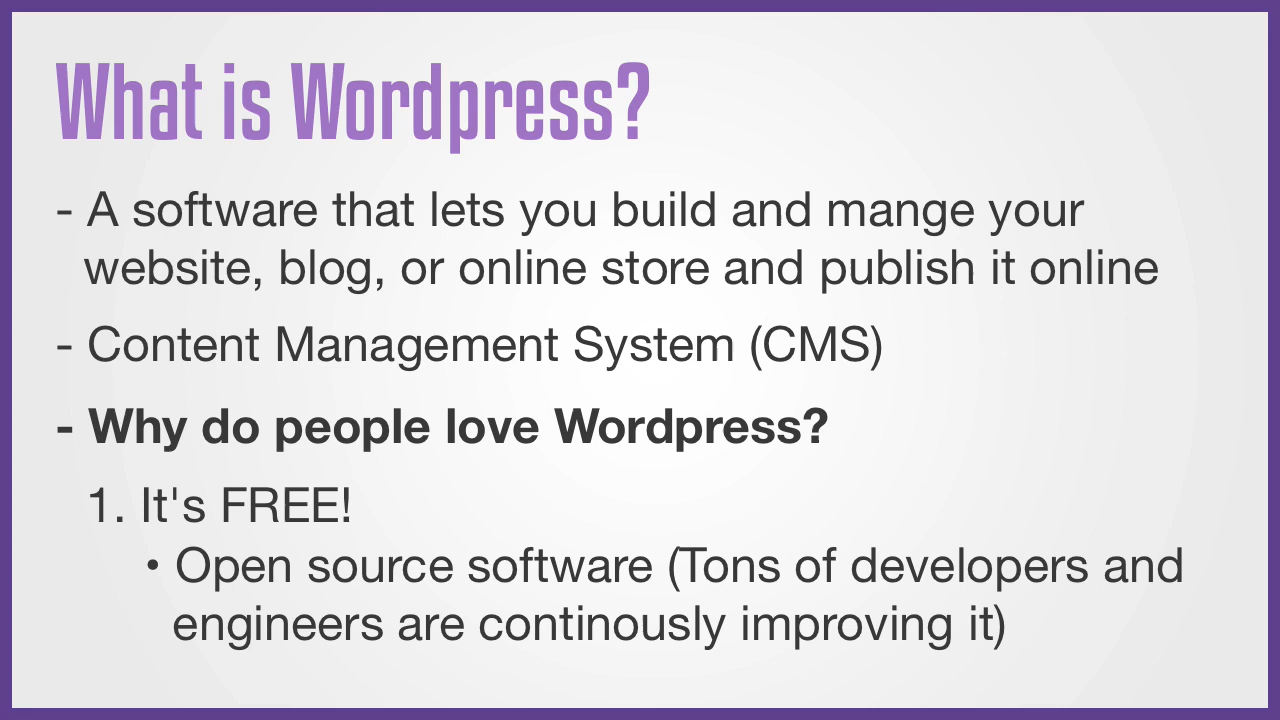 What is Wordpress?
- A software that lets you build and mange your
website, blog, or online store and publish it online
- Content Management System (CMS)
- Why do people love Wordpress?
1. It's FREE!
• Open source software (Tons of developers and
engineers are continously improving it)